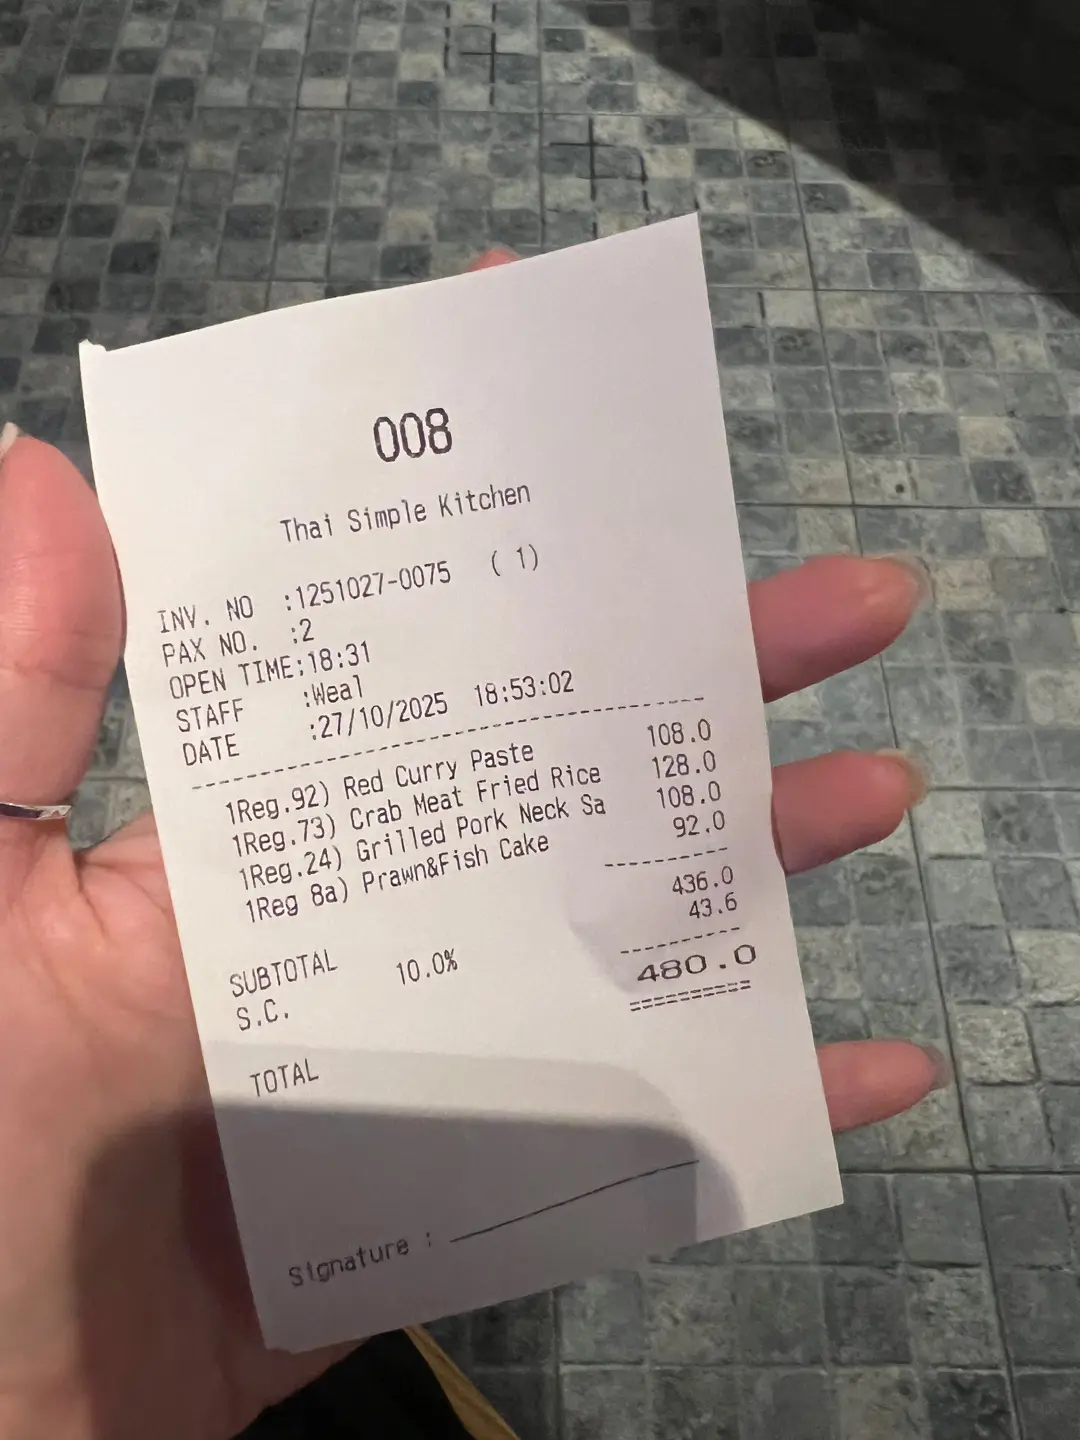 008
Thai Simple Kitchen
INV. NO :1251027-0075 ( 1)
PAX NO. :2
OPEN TIME:18:31
STAFF :Weal
DATE :27/10/2025 18:53:02
1Reg.92) Red Curry Paste 108.0
1Reg.73) Crab Meat Fried Rice 128.0
1Reg.24) Grilled Pork Neck Sa 108.0
1Reg 8a) Prawn&Fish Cake 92.0
SUBTOTAL 436.0
S.C. 10.0% 43.6
TOTAL 480.0
Signature :